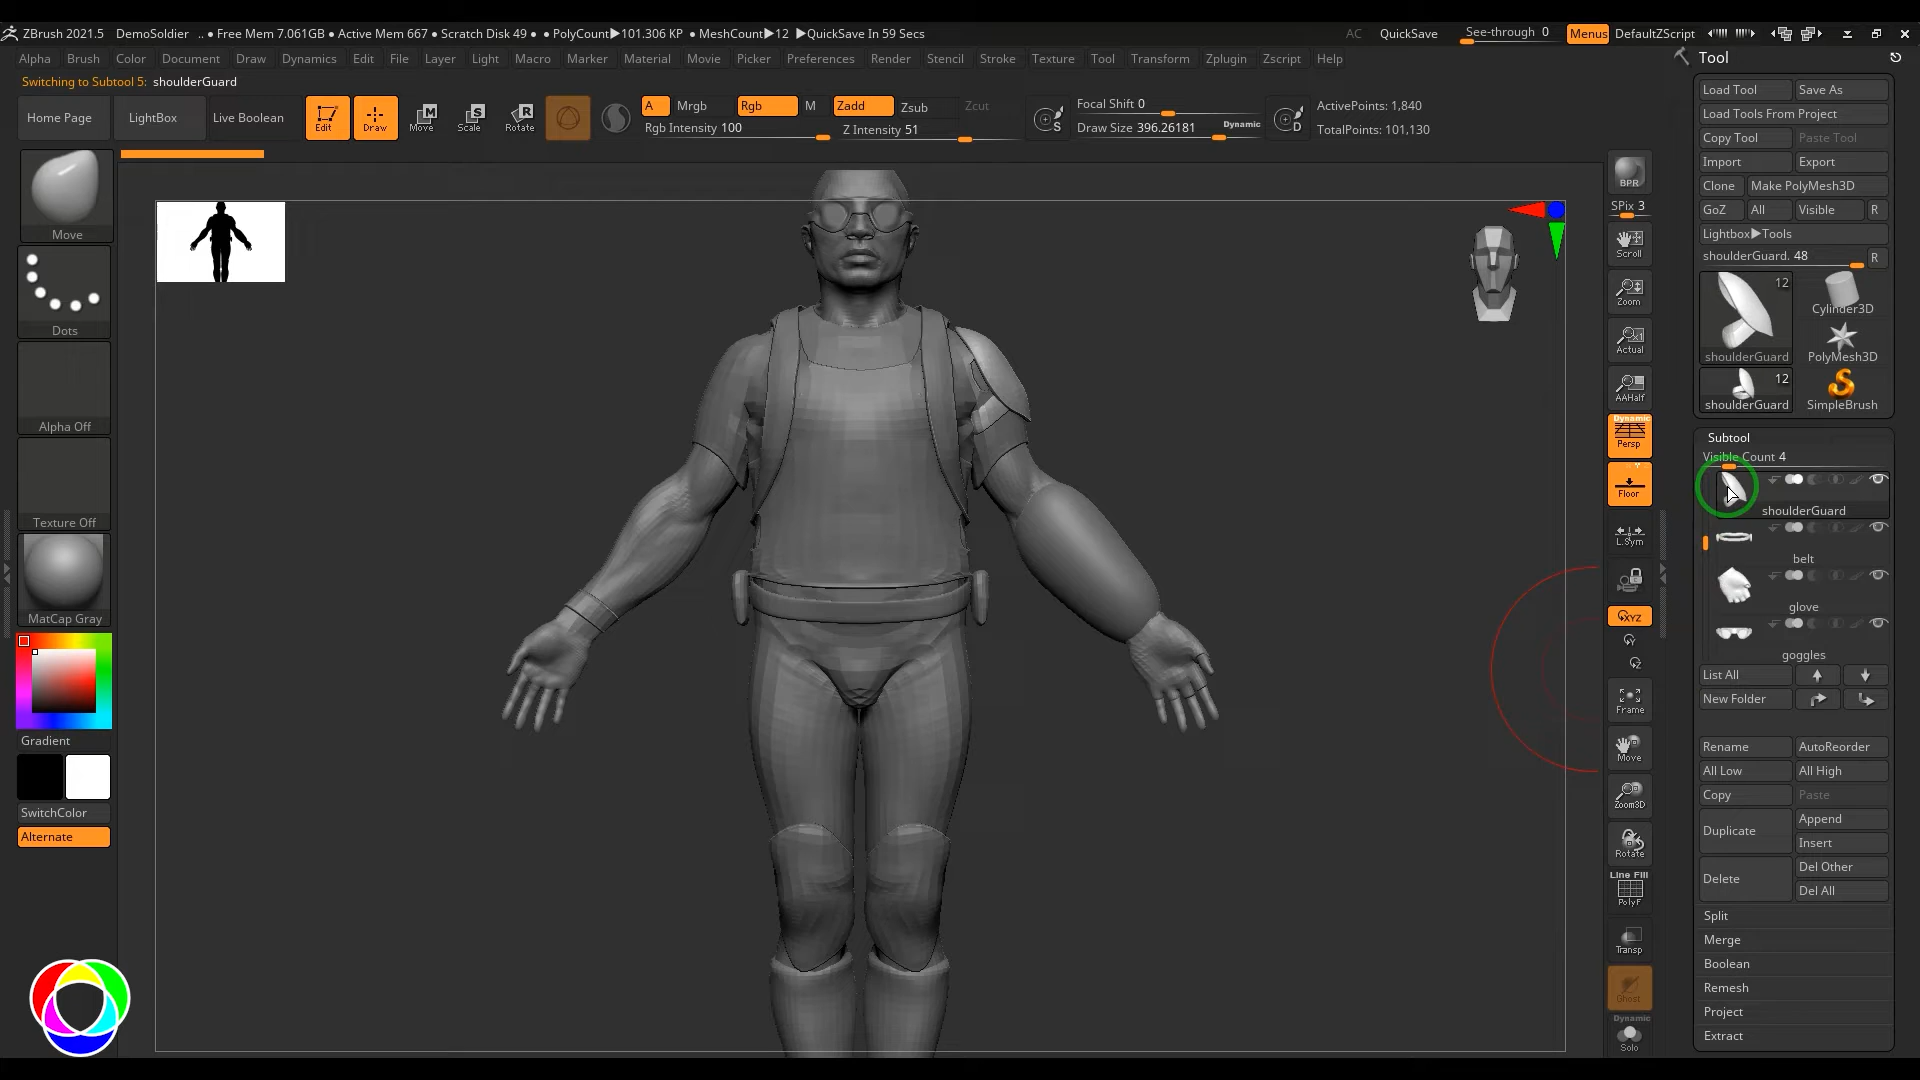 ZBrush 2021.5 DemoSoldier .. ● Free Mem 7.061GB ● Active Mem 667 ● Scratch Disk 49 ● ● PolyCount▶101.306 KP ● MeshCount▶12 ▶QuickSave In 59 Secs AC QuickSave See-through 0 Menus DefaultZScript
Alpha Brush Color Document Draw Dynamics Edit File Layer Light Macro Marker Material Movie Picker Preferences Render Stencil Stroke Texture Tool Transform Zplugin Zscript Help
Switching to Subtool 5: shoulderGuard
Home Page LightBox Live Boolean Edit Draw Move Scale Rotate
M S R
A Mrgb Rgb M Zadd Zsub Zcut
Rgb Intensity 100 Z Intensity 51
S
Focal Shift 0
Draw Size 396.26181 Dynamic
D
ActivePoints: 1,840
TotalPoints: 101,130
Move
Dots
Alpha Off
Texture Off
MatCap Gray
Gradient
SwitchColor
Alternate
BPR
SPix 3
Scroll
Zoom
Actual
AAHalf
Dynamic
Persp
Floor
L.Sym
XYZ
Y
Z
Frame
Move
Zoom3D
Rotate
Line Fill
PolyF
Transp
Ghost
Dynamic
Solo
Tool
Load Tool Save As
Load Tools From Project
Copy Tool Paste Tool
Import Export
Clone Make PolyMesh3D
GoZ All Visible R
Lightbox▶Tools
shoulderGuard. 48 R
12
Cylinder3D
shoulderGuard PolyMesh3D
12
shoulderGuard SimpleBrush
Subtool
Visible Count 4
shoulderGuard
belt
glove
goggles
List All
New Folder
Rename AutoReorder
All Low All High
Copy Paste
Duplicate Append
Insert
Delete Del Other
Del All
Split
Merge
Boolean
Remesh
Project
Extract